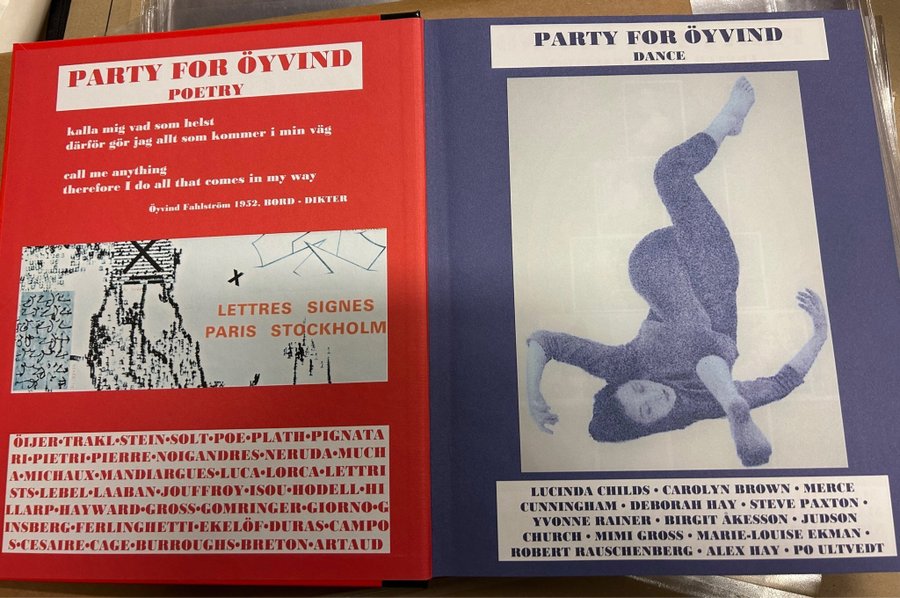 PARTY FOR ÖYVIND
POETRY
kalla mig vad som helst
därför gör jag allt som kommer i min väg
call me anything
therefore I do all that comes in my way
Öyvind Fahlström 1952. BORD - DIKTER
X
x
LETTRES SIGNES
PARIS STOCKHOLM
ÖIJER•TRAKL•STEIN•SOLT•POE•PLATH•PIGNATA
RI•PIETRI•PIERRE•NOIGANDRES•NERUDA•MUCH
A•MICHAUX•MANDIARGUES•LUCA•LORCA•LETTRI
STS•LEBEL•LAABAN•JOUFFROY•ISOU•HODELL•HI
LLARP•HAYWARD•GROSS•GOMRINGER•GIORNO•G
INSBERG•FERLINGHETTI•EKELÖF•DURAS•CAMPO
S•CESAIRE•CAGE•BURROUGHS•BRETON•ARTAUD
PARTY FOR ÖYVIND
DANCE
LUCINDA CHILDS • CAROLYN BROWN • MERCE
CUNNINGHAM • DEBORAH HAY • STEVE PAXTON •
YVONNE RAINER • BIRGIT ÅKESSON • JUDSON
CHURCH • MIMI GROSS • MARIE-LOUISE EKMAN •
ROBERT RAUSCHENBERG • ALEX HAY • PO ULTVEDT